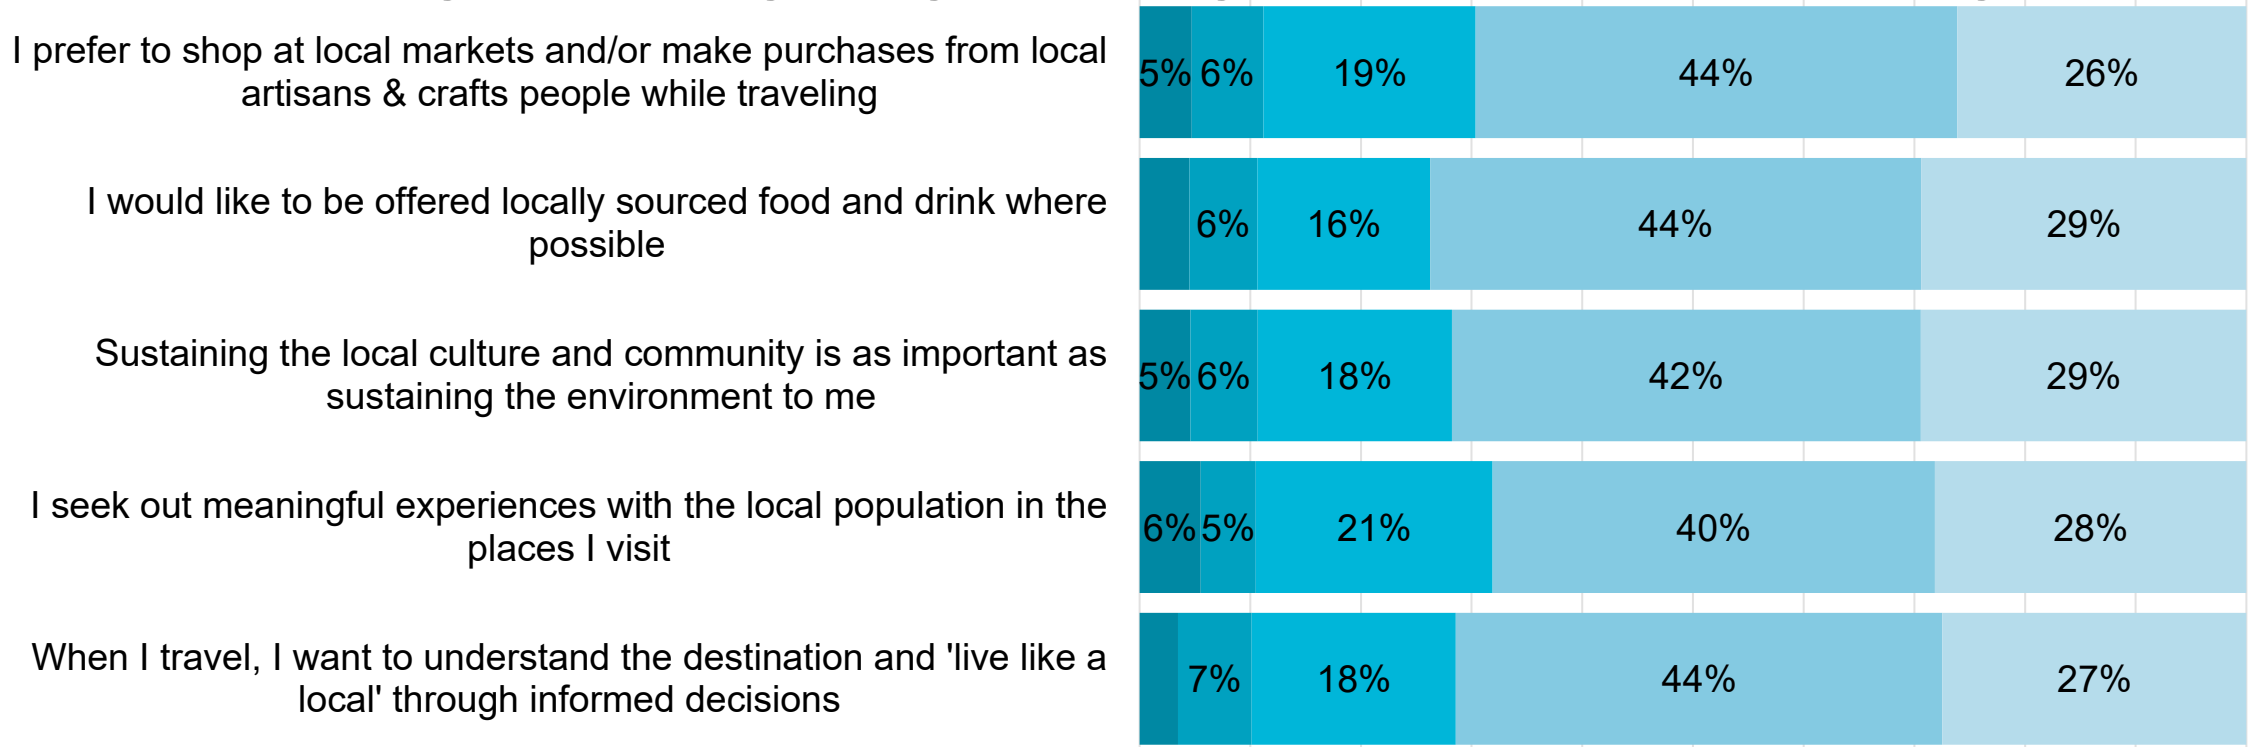 I prefer to shop at local markets and/or make purchases from local
artisans & crafts people while traveling
5% 6% 19% 44% 26%
I would like to be offered locally sourced food and drink where
possible
6% 16% 44% 29%
Sustaining the local culture and community is as important as
sustaining the environment to me
5% 6% 18% 42% 29%
I seek out meaningful experiences with the local population in the
places I visit
6% 5% 21% 40% 28%
When I travel, I want to understand the destination and 'live like a
local' through informed decisions
7% 18% 44% 27%